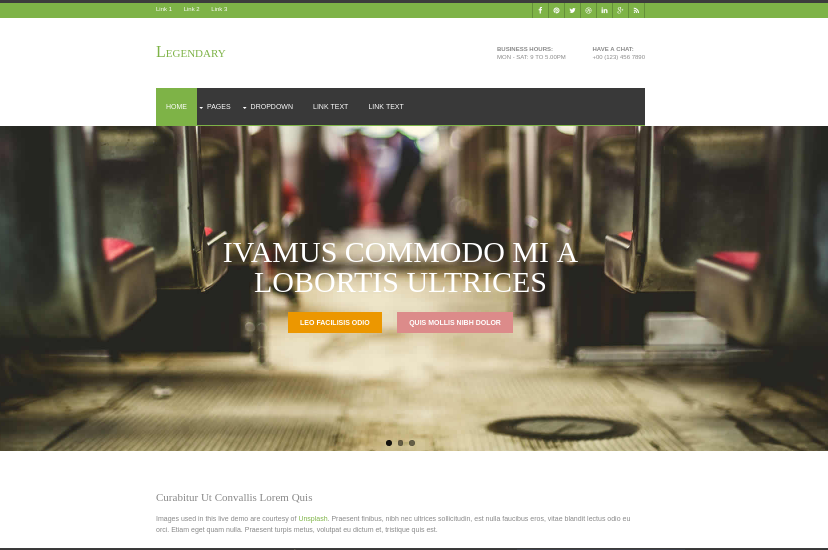 Link 1 Link 2 Link 3
Legendary
BUSINESS HOURS:
MON - SAT: 9 TO 5.00PM
HAVE A CHAT:
+00 (123) 456 7890
HOME PAGES DROPDOWN LINK TEXT LINK TEXT
IVAMUS COMMODO MI A
LOBORTIS ULTRICES
LEO FACILISIS ODIO QUIS MOLLIS NIBH DOLOR
Curabitur Ut Convallis Lorem Quis
Images used in this live demo are courtesy of Unsplash. Praesent finibus, nibh nec ultrices sollicitudin, est nulla faucibus eros, vitae blandit lectus odio eu
orci. Etiam eget quam nulla. Praesent turpis metus, volutpat eu dictum et, tristique quis est.